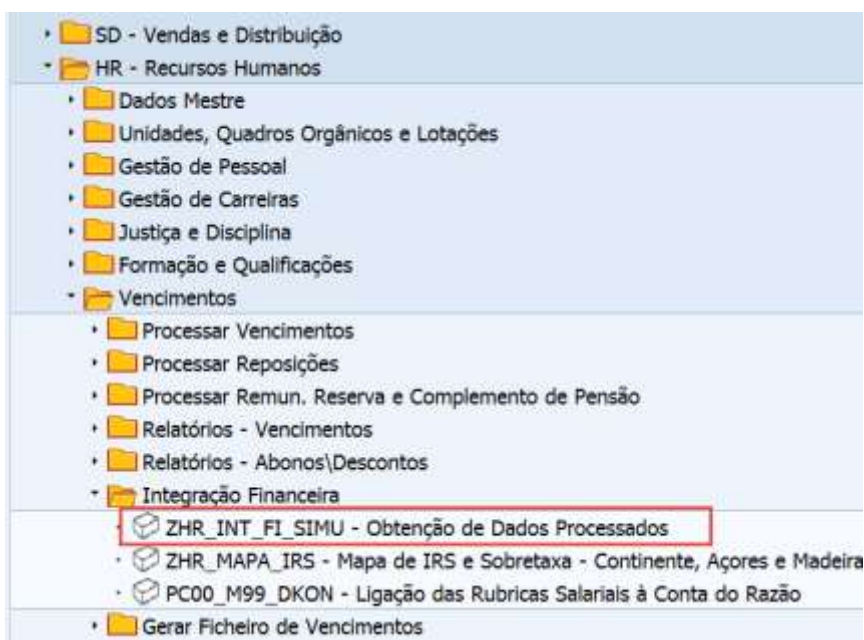 SD - Vendas e Distribuição
HR - Recursos Humanos
Dados Mestre
Unidades, Quadros Orgânicos e Lotações
Gestão de Pessoal
Gestão de Carreiras
Justiça e Disciplina
Formação e Qualificações
Vencimentos
Processar Vencimentos
Processar Reposições
Processar Remun. Reserva e Complemento de Pensão
Relatórios - Vencimentos
Relatórios - Abonos\Descontos
Integração Financeira
ZHR_INT_FI_SIMU - Obtenção de Dados Processados
ZHR_MAPA_IRS - Mapa de IRS e Sobretaxa - Continente, Açores e Madeira
PC00_M99_DKON - Ligação das Rubricas Salariais à Conta do Razão
Gerar Ficheiro de Vencimentos